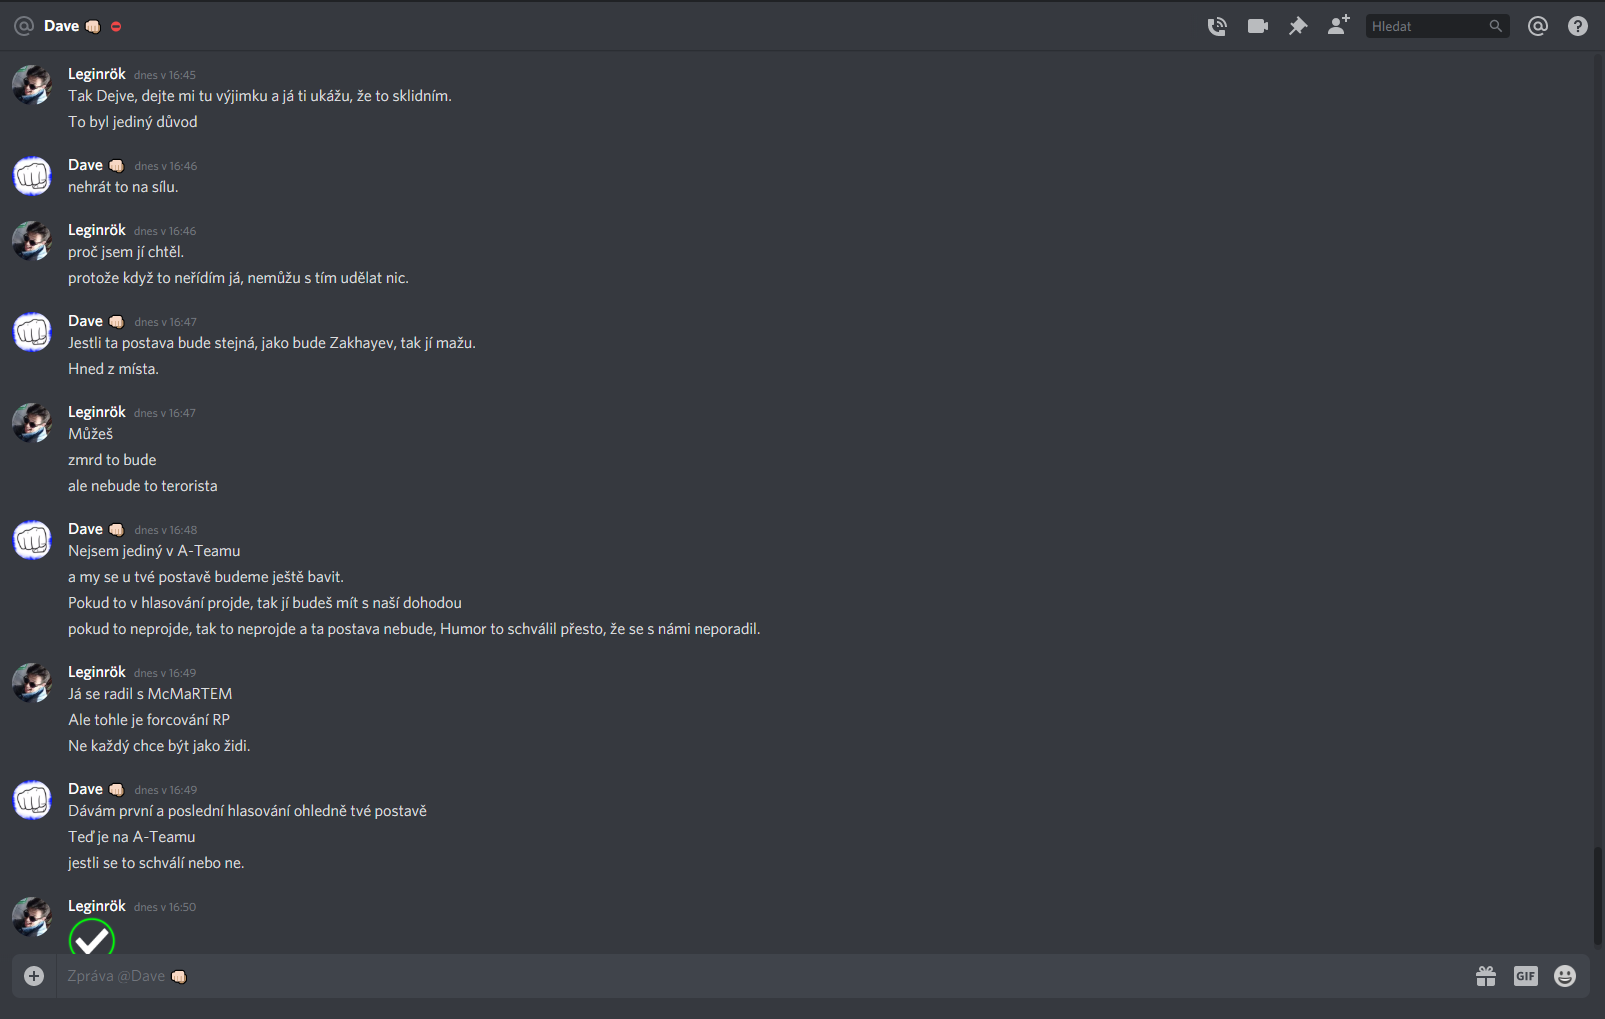 Dave 👊🏻
Hledat
Leginrök dnes v 16:45
Tak Dejve, dejte mi tu výjimku a já ti ukážu, že to sklidním.
To byl jediný důvod
Dave 👊🏻 dnes v 16:46
nehrát to na sílu.
Leginrök dnes v 16:46
proč jsem jí chtěl.
protože když to neřídím já, nemůžu s tím udělat nic.
Dave 👊🏻 dnes v 16:47
Jestli ta postava bude stejná, jako bude Zakhayev, tak jí mažu.
Hned z místa.
Leginrök dnes v 16:47
Můžeš
zmrd to bude
ale nebude to terorista
Dave 👊🏻 dnes v 16:48
Nejsem jediný v A-Teamu
a my se u tvé postavě budeme ještě bavit.
Pokud to v hlasování projde, tak jí budeš mít s naší dohodou
pokud to neprojde, tak to neprojde a ta postava nebude, Humor to schválil přesto, že se s námi neporadil.
Leginrök dnes v 16:49
Já se radil s McMaRTEM
Ale tohle je forcování RP
Ne každý chce být jako židi.
Dave 👊🏻 dnes v 16:49
Dávám první a poslední hlasování ohledně tvé postavě
Teď je na A-Teamu
jestli se to schválí nebo ne.
Leginrök dnes v 16:50
Zpráva @Dave 👊🏻
GIF